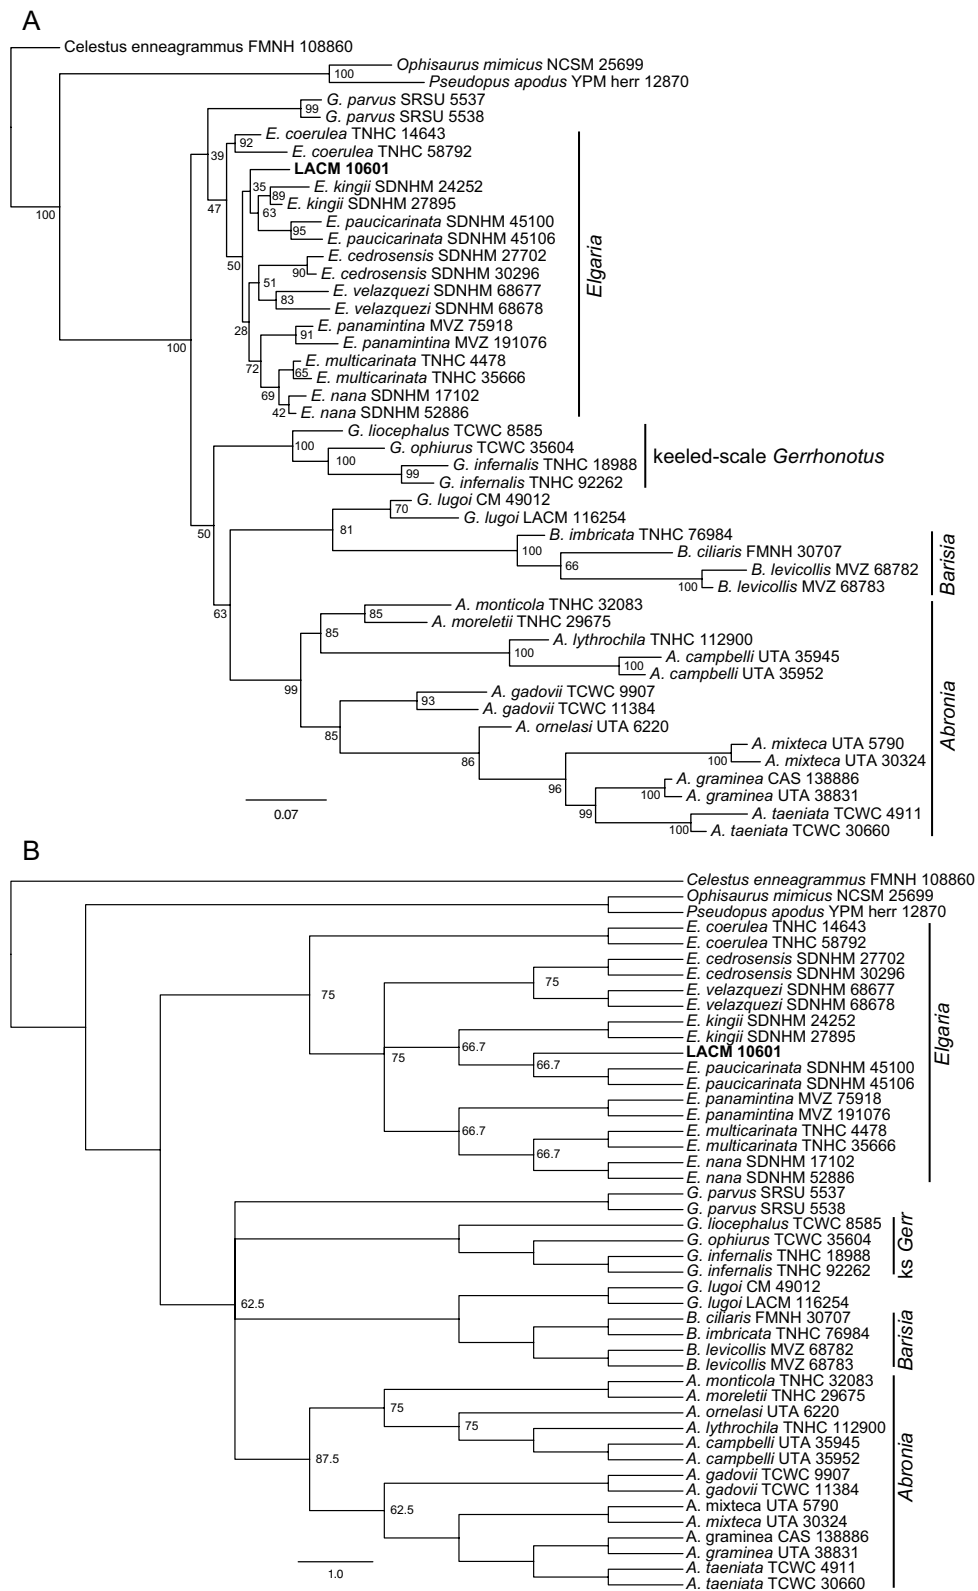 A
Celestus enneagrammus FMNH 108860
Ophisaurus mimicus NCSM 25699
100
Pseudopus apodus YPM herr 12870
G. parvus SRSU 5537
99
G. parvus SRSU 5538
E. coerulea TNHC 14643
92
39
E. coerulea TNHC 58792
LACM 10601
35
E. kingii SDNHM 24252
89
E. kingii SDNHM 27895
47
63
100
E. paucicarinata SDNHM 45100
95
E. paucicarinata SDNHM 45106
E. cedrosensis SDNHM 27702
50
90
E. cedrosensis SDNHM 30296
51
E. velazquezi SDNHM 68677
83
E. velazquezi SDNHM 68678
E. panamintina MVZ 75918
28
91
100
E. panamintina MVZ 191076
E. multicarinata TNHC 4478
72
65
E. multicarinata TNHC 35666
69
E. nana SDNHM 17102
42
E. nana SDNHM 52886
Elgaria
G. liocephalus TCWC 8585
100
G. ophiurus TCWC 35604
100
G. infernalis TNHC 18988
99
G. infernalis TNHC 92262
keeled-scale Gerrhonotus
G. lugoi CM 49012
70
G. lugoi LACM 116254
50
81
B. imbricata TNHC 76984
100
B. ciliaris FMNH 30707
66
B. levicollis MVZ 68782
100
B. levicollis MVZ 68783
Barisia
63
A. monticola TNHC 32083
85
A. moreletii TNHC 29675
85
A. lythrochila TNHC 112900
100
A. campbelli UTA 35945
100
A. campbelli UTA 35952
99
A. gadovii TCWC 9907
93
A. gadovii TCWC 11384
A. ornelasi UTA 6220
85
A. mixteca UTA 5790
86
100
A. mixteca UTA 30324
A. graminea CAS 138886
96
100
A. graminea UTA 38831
99
A. taeniata TCWC 4911
100
A. taeniata TCWC 30660
Abronia
0.07
B
Celestus enneagrammus FMNH 108860
Ophisaurus mimicus NCSM 25699
Pseudopus apodus YPM herr 12870
E. coerulea TNHC 14643
E. coerulea TNHC 58792
E. cedrosensis SDNHM 27702
E. cedrosensis SDNHM 30296
75
75
E. velazquezi SDNHM 68677
E. velazquezi SDNHM 68678
E. kingii SDNHM 24252
E. kingii SDNHM 27895
66.7
LACM 10601
75
66.7
E. paucicarinata SDNHM 45100
E. paucicarinata SDNHM 45106
E. panamintina MVZ 75918
E. panamintina MVZ 191076
66.7
E. multicarinata TNHC 4478
E. multicarinata TNHC 35666
66.7
E. nana SDNHM 17102
E. nana SDNHM 52886
Elgaria
G. parvus SRSU 5537
G. parvus SRSU 5538
G. liocephalus TCWC 8585
G. ophiurus TCWC 35604
G. infernalis TNHC 18988
G. infernalis TNHC 92262
ks Gerr
G. lugoi CM 49012
62.5
G. lugoi LACM 116254
B. ciliaris FMNH 30707
B. imbricata TNHC 76984
B. levicollis MVZ 68782
B. levicollis MVZ 68783
Barisia
A. monticola TNHC 32083
75
A. moreletii TNHC 29675
A. ornelasi UTA 6220
75
A. lythrochila TNHC 112900
A. campbelli UTA 35945
87.5
A. campbelli UTA 35952
A. gadovii TCWC 9907
A. gadovii TCWC 11384
62.5
A. mixteca UTA 5790
A. mixteca UTA 30324
A. graminea CAS 138886
A. graminea UTA 38831
A. taeniata TCWC 4911
A. taeniata TCWC 30660
Abronia
1.0